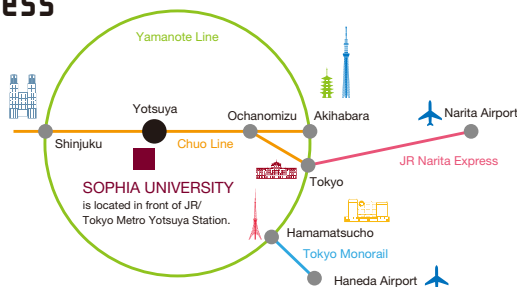 ess
Yamanote Line
Yotsuya
Ochanomizu
Akihabara
Narita Airport
Shinjuku
Chuo Line
JR Narita Express
SOPHIA UNIVERSITY
is located in front of JR/
Tokyo Metro Yotsuya Station.
Tokyo
Hamamatsucho
Tokyo Monorail
Haneda Airport